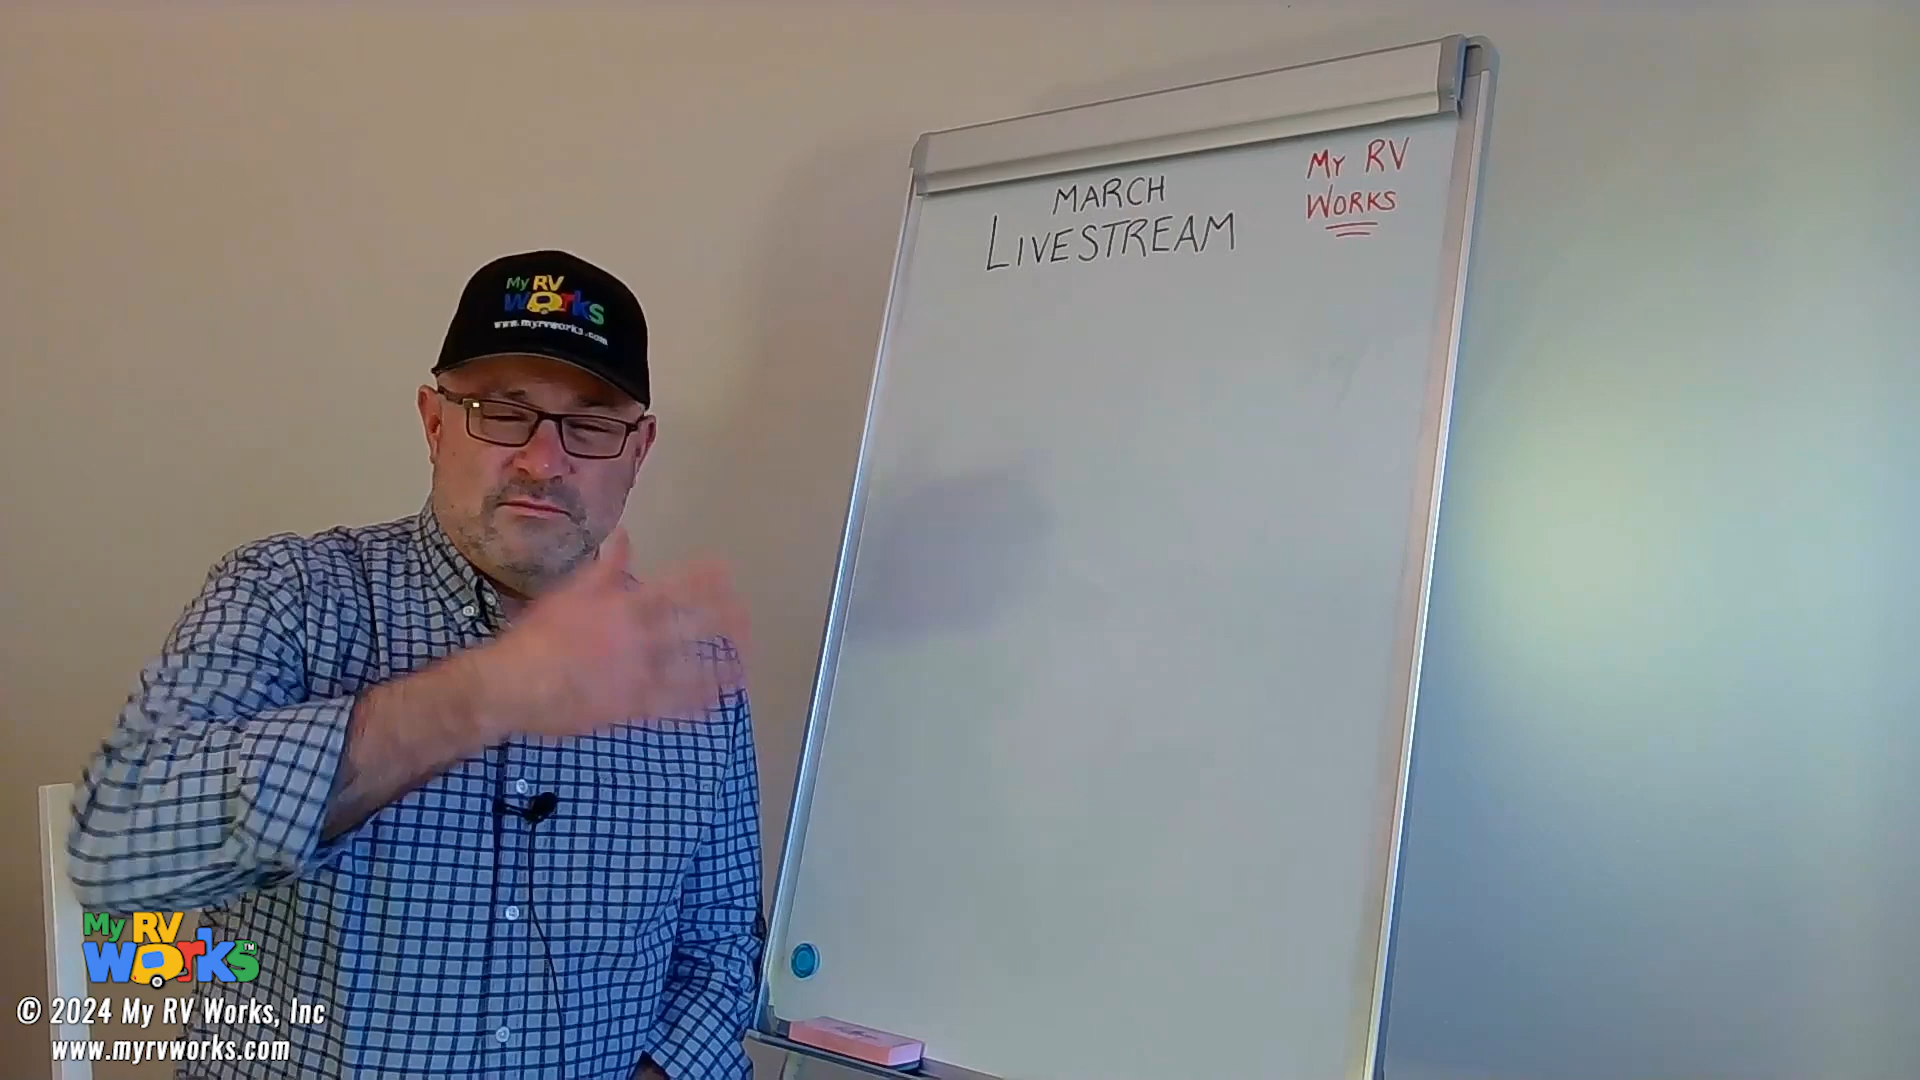 MARCH
LIVESTREAM
My RV
WORKS
My RV
works
www.myrvworks.com
My RV
works™
© 2024 My RV Works, Inc
www.myrvworks.com